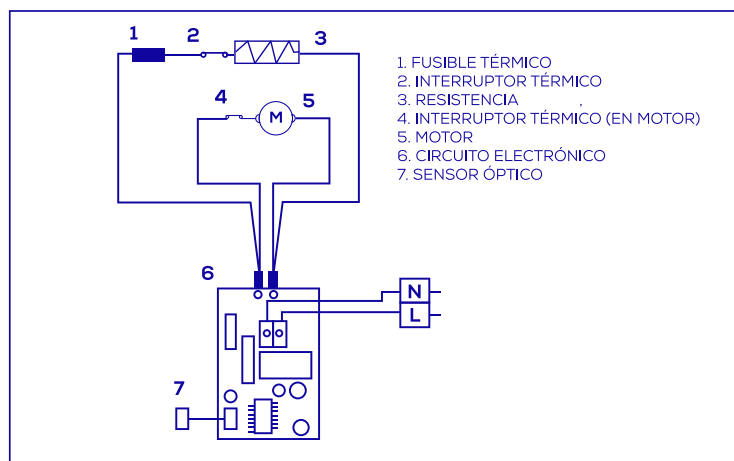 1
2
3
4
M
5
1. FUSIBLE TÉRMICO
2. INTERRUPTOR TÉRMICO
3. RESISTENCIA
4. INTERRUPTOR TÉRMICO (EN MOTOR)
5. MOTOR
6. CIRCUITO ELECTRÓNICO
7. SENSOR ÓPTICO
6
N
L
7